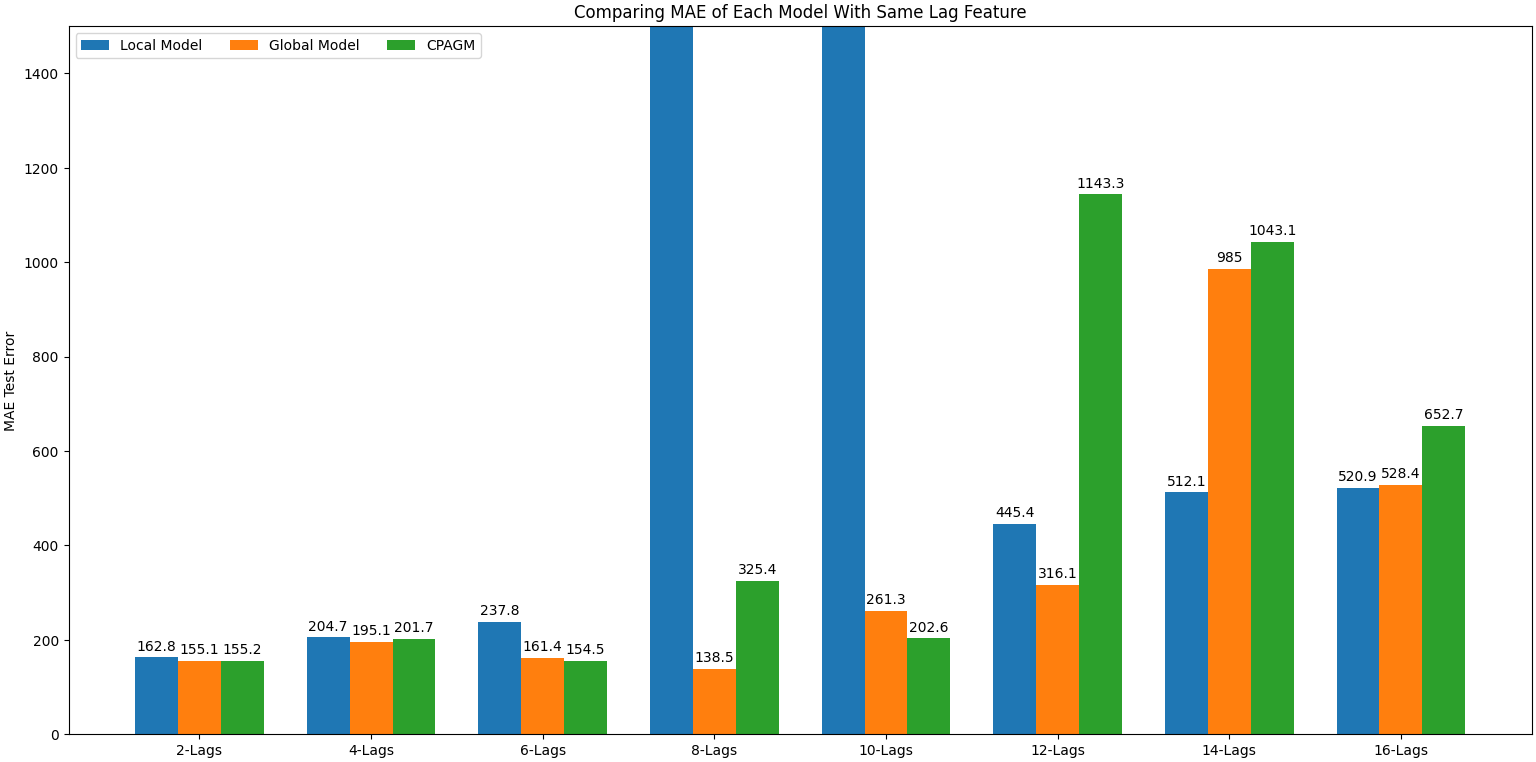 Comparing MAE of Each Model With Same Lag Feature
Local Model Global Model CPAGM
MAE Test Error
1400
1200
1000
800
600
400
200
0
162.8 155.1 155.2
204.7 195.1 201.7
237.8 161.4 154.5
138.5 325.4
261.3 202.6
445.4 316.1 1143.3
512.1 985 1043.1
520.9 528.4 652.7
2-Lags 4-Lags 6-Lags 8-Lags 10-Lags 12-Lags 14-Lags 16-Lags